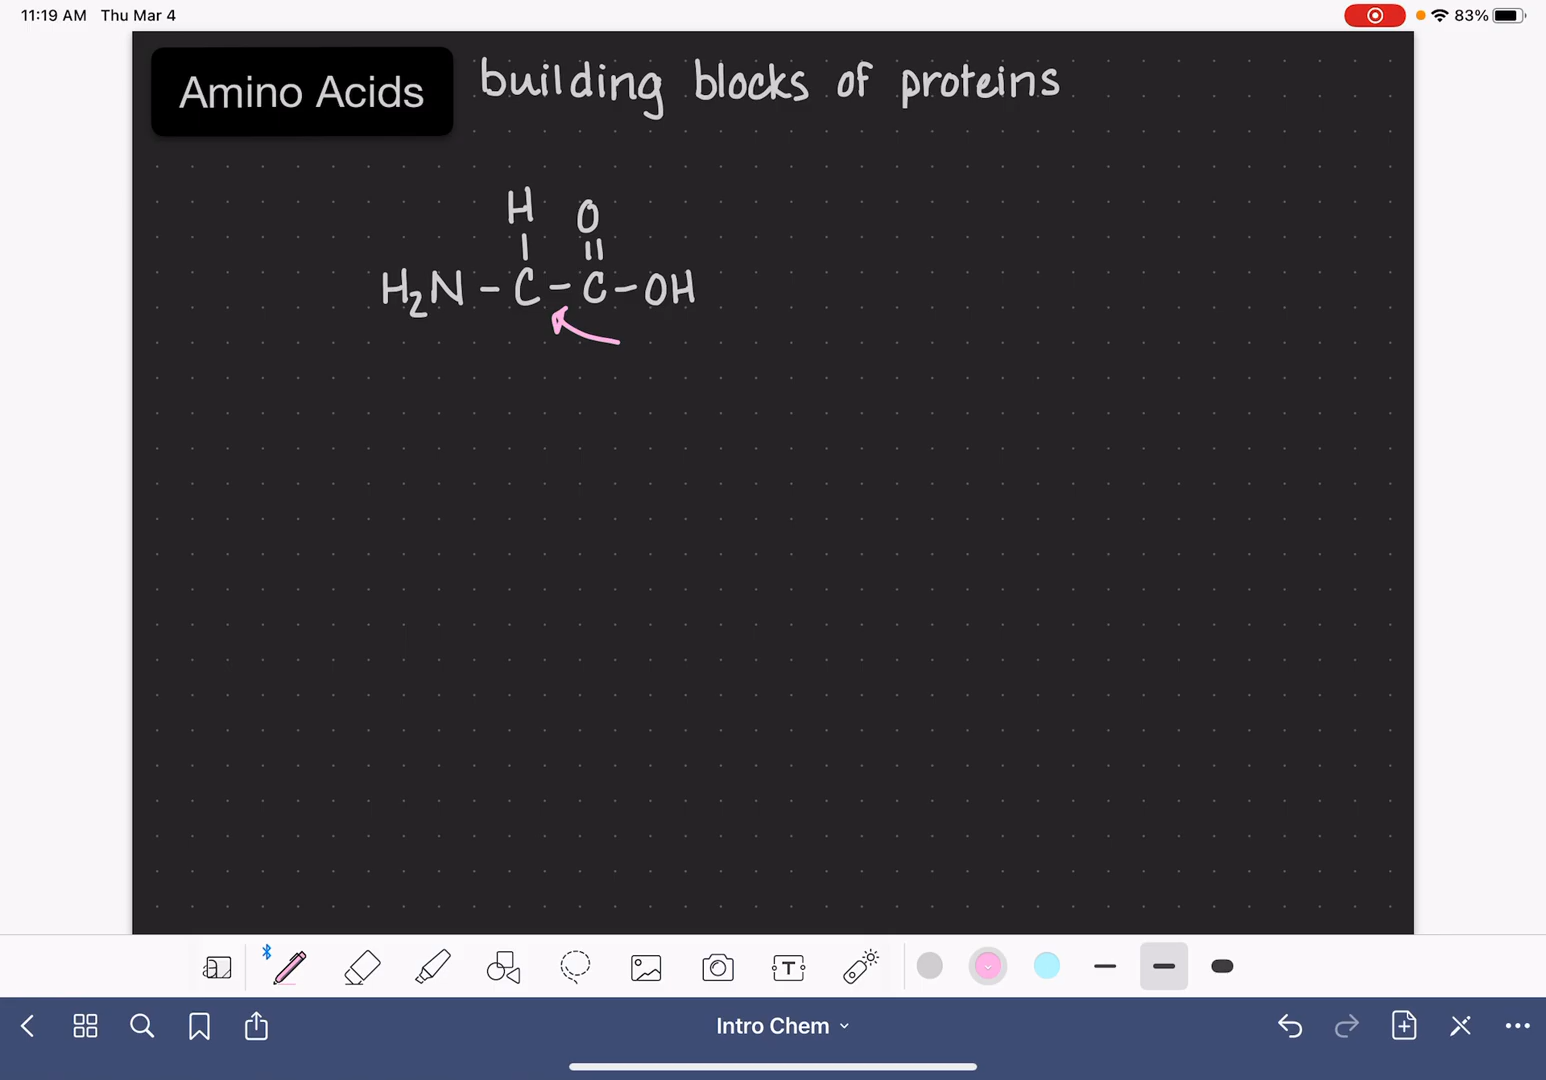 11:19 AM Thu Mar 4 83%
Amino Acids building blocks of proteins
H O
H₂N - C - C - OH
T
Intro Chem